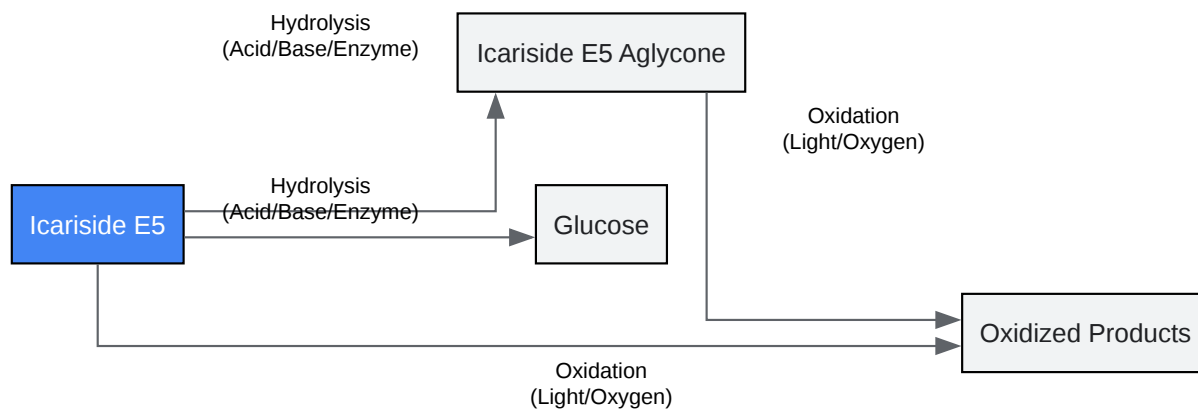 Hydrolysis
(Acid/Base/Enzyme)
Icariside E5 Aglycone
Oxidation
(Light/Oxygen)
Hydrolysis
(Acid/Base/Enzyme)
Icariside E5
Glucose
Oxidized Products
Oxidation
(Light/Oxygen)